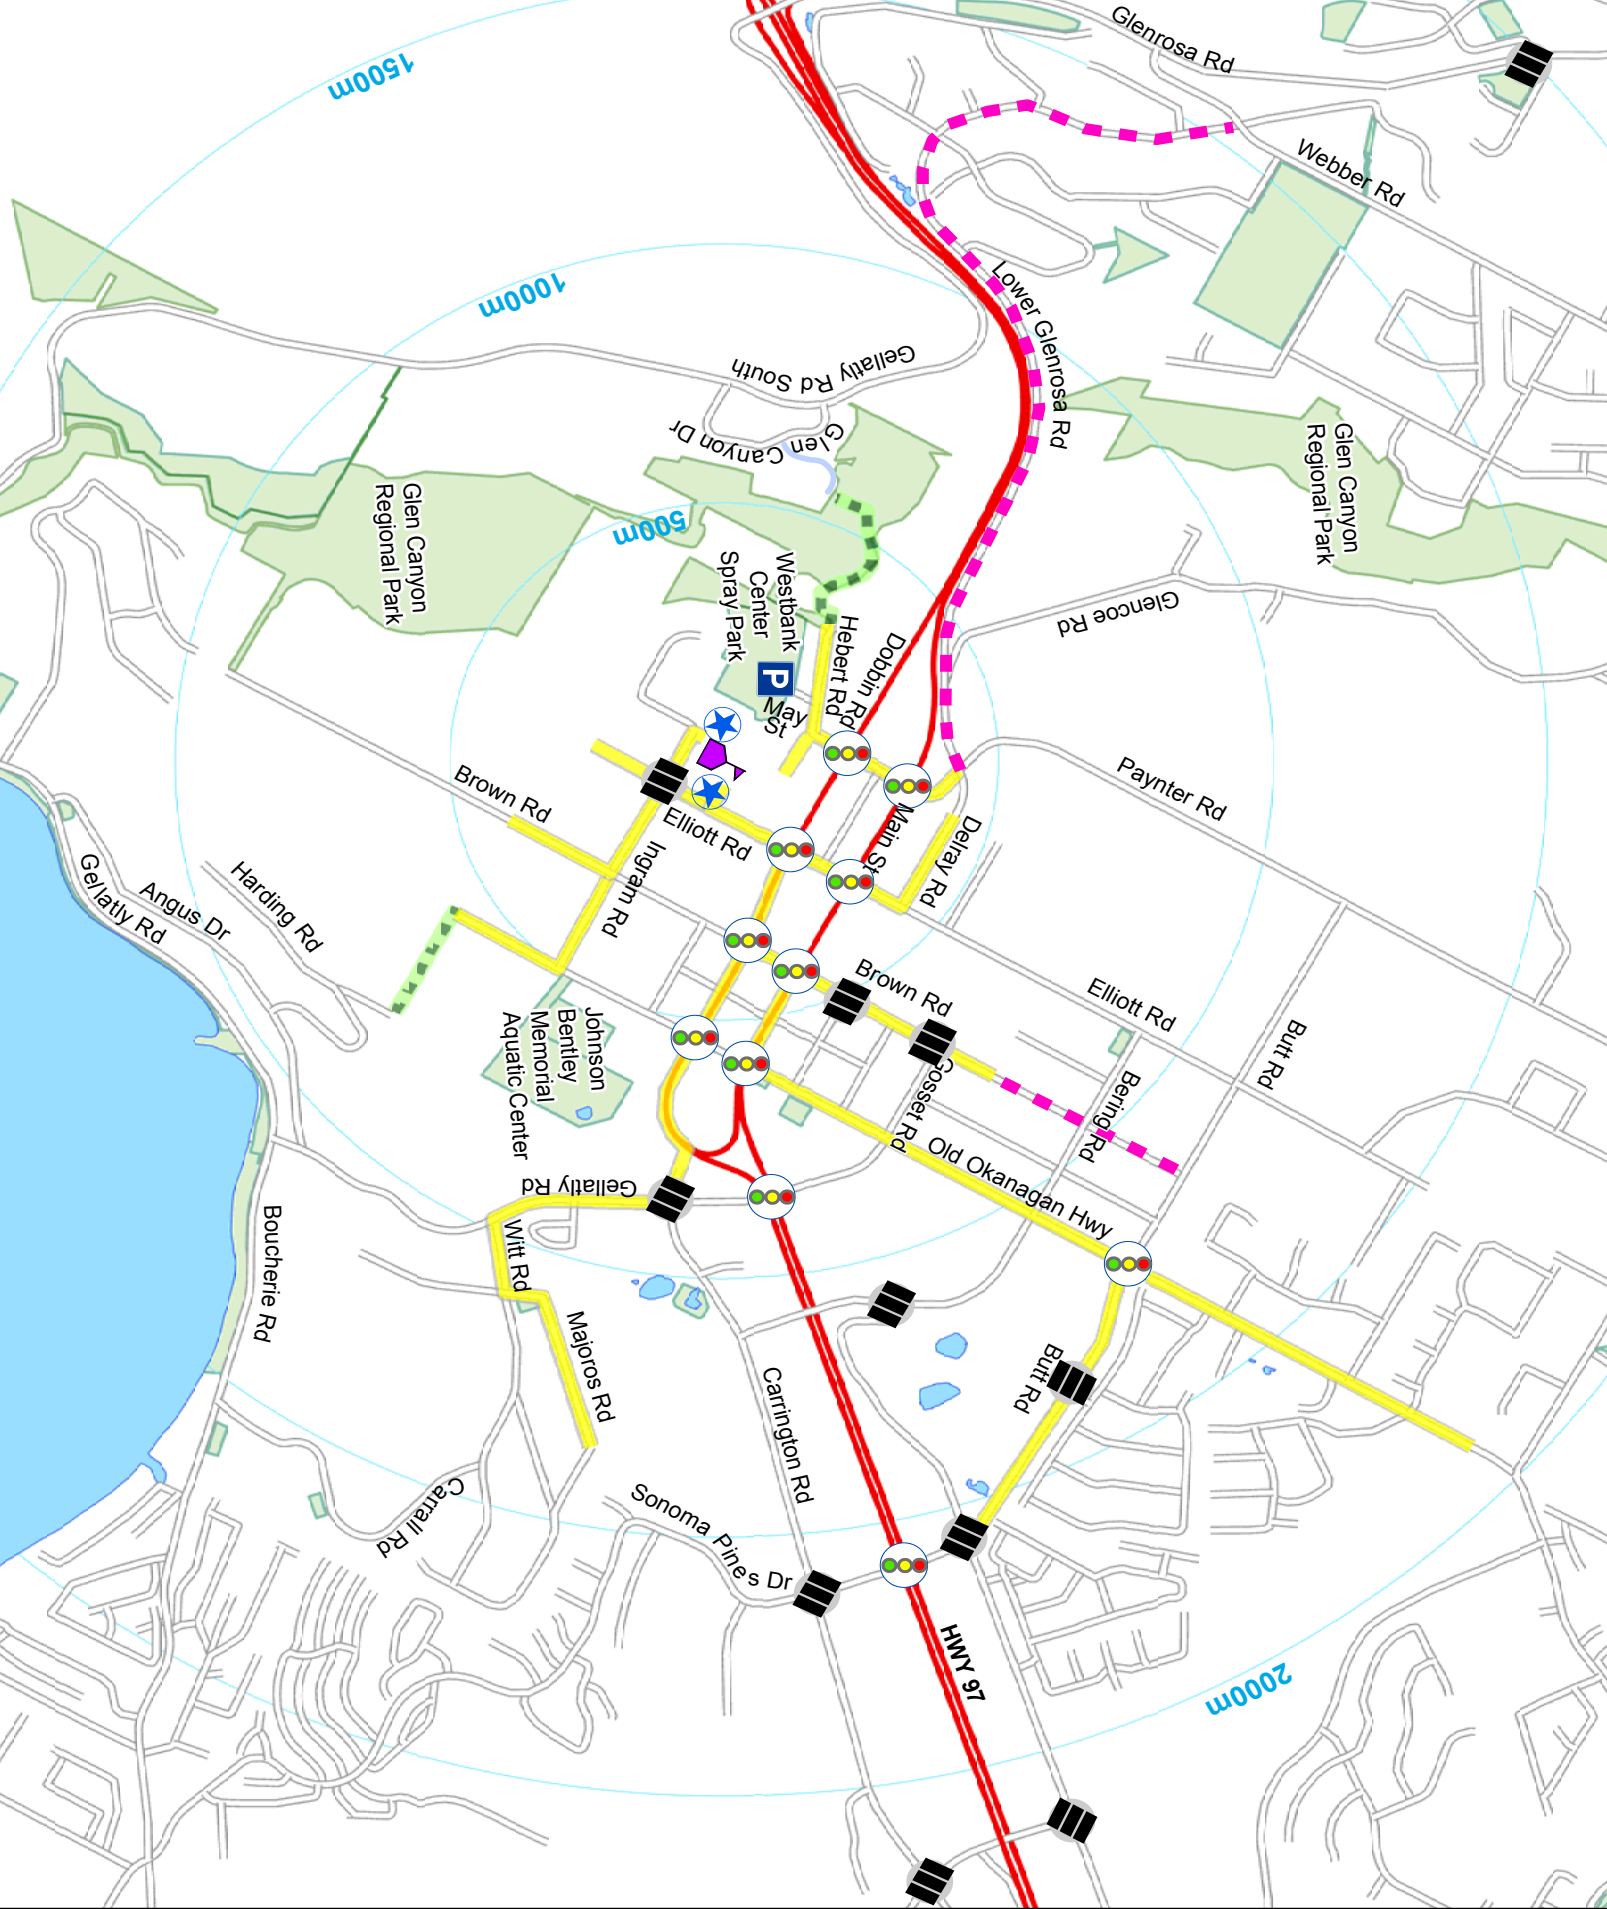 Glenrosa Rd
1500m
Webber Rd
1000m
Lower Glenrosa Rd
Gellatly Rd South
Glen
Canyon Dr
Glen Canyon
Regional Park
Glen Canyon
Regional Park
500m
Westbank
Center
Spray Park
Glencoe Rd
Hebert Rd
Dobbin Rd
P
May
St
Paynter Rd
Brown Rd
Elliott Rd
Main St
Delray Rd
Ingram Rd
Gellatly Rd
Angus Dr
Harding Rd
Brown Rd
Elliott Rd
Butt Rd
Johnson
Bentley
Memorial
Aquatic Center
Gosset Rd
Bering Rd
Old Okanagan Hwy
Gellatly Rd
Witt Rd
Boucherie Rd
Majoros Rd
Butt Rd
Carrington Rd
Carrall Rd
Sonoma Pines Dr
HWY 97
2000m